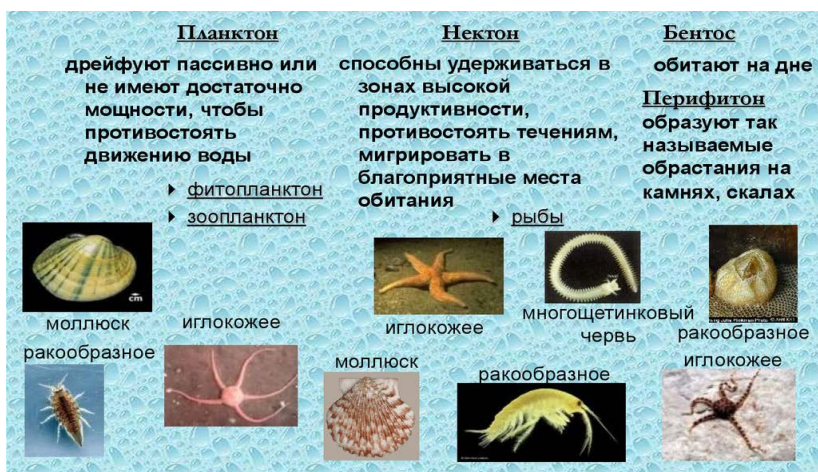 Планктон
дрейфуют пассивно или
не имеют достаточно
мощности, чтобы
противостоять
движению воды
фитопланктон
зоопланктон
Нектон
способны удерживаться в
зонах высокой
продуктивности,
противостоять течениям,
мигрировать в
благоприятные места
обитания
рыбы
Бентос
обитают на дне
Перифитон
образуют так
называемые
обрастания на
камнях, скалах
cm
моллюск
иглокожее
иглокожее
многощетинковый
червь
ракообразное
ракообразное
моллюск
ракообразное
иглокожее